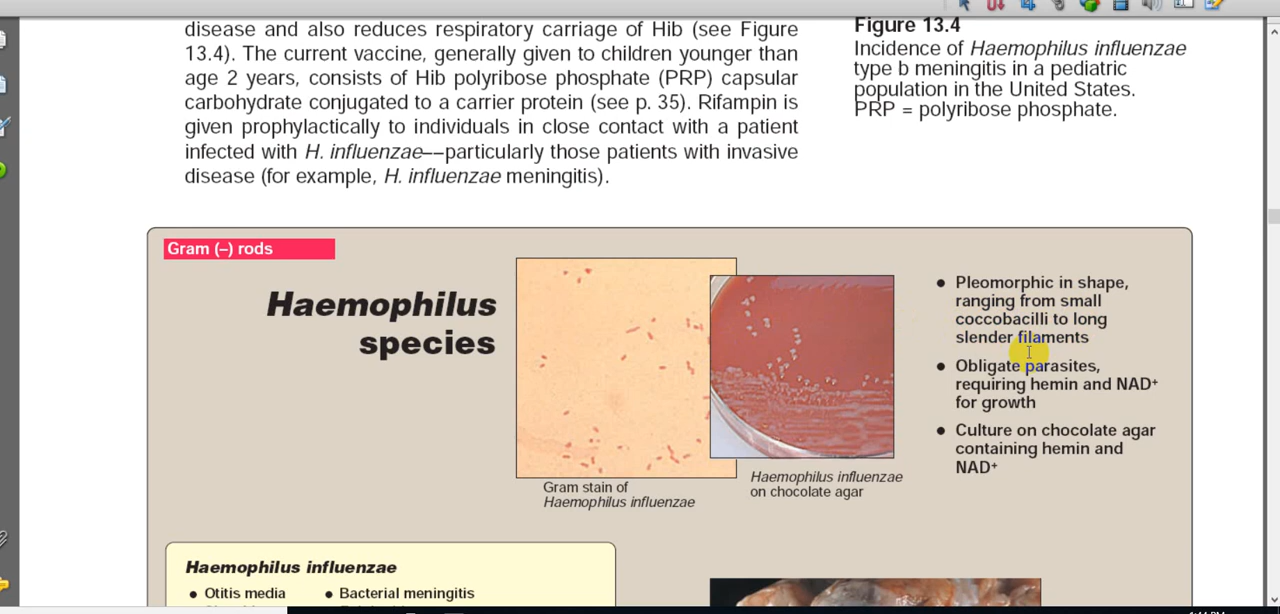 disease and also reduces respiratory carriage of Hib (see Figure
13.4). The current vaccine, generally given to children younger than
age 2 years, consists of Hib polyribose phosphate (PRP) capsular
carbohydrate conjugated to a carrier protein (see p. 35). Rifampin is
given prophylactically to individuals in close contact with a patient
infected with H. influenzae––particularly those patients with invasive
disease (for example, H. influenzae meningitis).
Figure 13.4
Incidence of Haemophilus influenzae
type b meningitis in a pediatric
population in the United States.
PRP = polyribose phosphate.
Gram (–) rods
Haemophilus
species
Gram stain of
Haemophilus influenzae
Haemophilus influenzae
on chocolate agar
● Pleomorphic in shape,
ranging from small
coccobacilli to long
slender filaments
● Obligate parasites,
requiring hemin and NAD+
for growth
● Culture on chocolate agar
containing hemin and
NAD+
Haemophilus influenzae
● Otitis media
● Bacterial meningitis